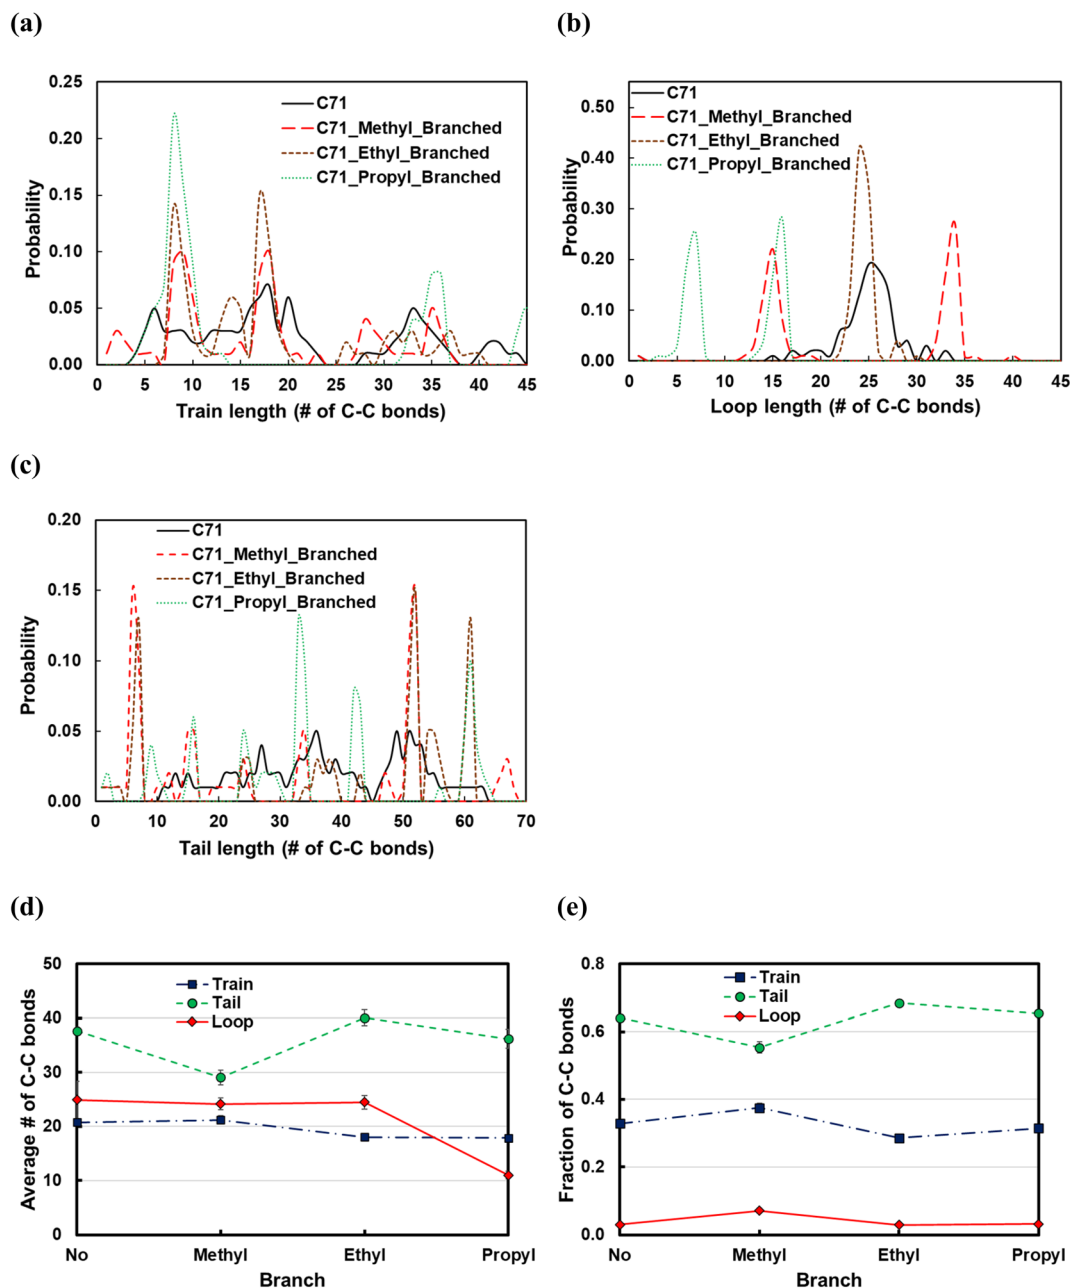 (a)
(b)
0.25
0.20
0.15
0.10
0.05
0.00
Probability
C71
C71_Methyl_Branched
C71_Ethyl_Branched
C71_Propyl_Branched
0 5 10 15 20 25 30 35 40 45
Train length (# of C-C bonds)
0.50
0.40
0.30
0.20
0.10
0.00
Probability
C71
C71_Methyl_Branched
C71_Ethyl_Branched
C71_Propyl_Branched
0 5 10 15 20 25 30 35 40 45
Loop length (# of C-C bonds)
(c)
0.20
0.15
0.10
0.05
0.00
Probability
C71
C71_Methyl_Branched
C71_Ethyl_Branched
C71_Propyl_Branched
0 10 20 30 40 50 60 70
Tail length (# of C-C bonds)
(d)
(e)
50
40
30
20
10
0
Average # of C-C bonds
Train
Tail
Loop
No Methyl Ethyl Propyl
Branch
0.8
0.6
0.4
0.2
0.0
Fraction of C-C bonds
Train
Tail
Loop
No Methyl Ethyl Propyl
Branch